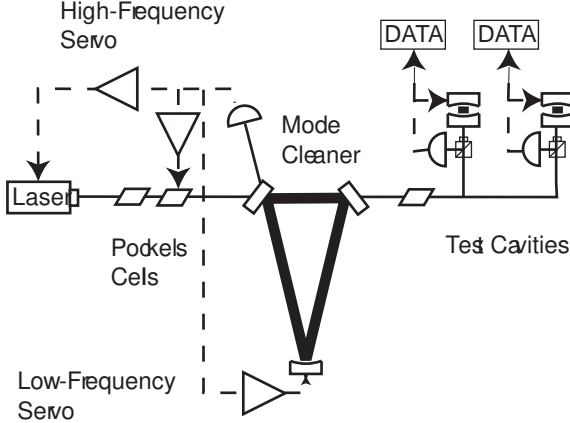 High-Frequency
Servo
DATA DATA
Mode
Cleaner
Laser
Pockels
Cells
Test Cavities
Low-Frequency
Servo